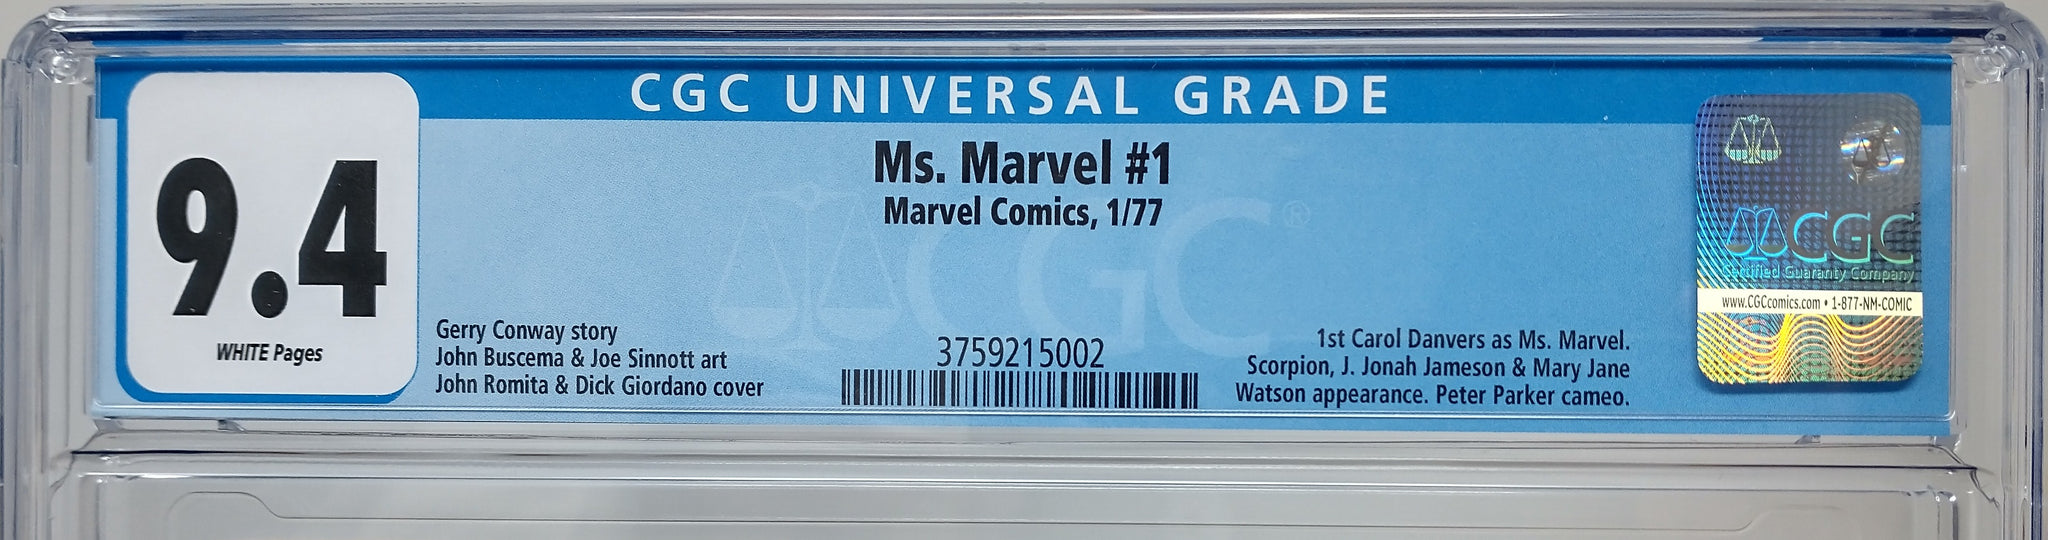 CGC UNIVERSAL GRADE
9.4
WHITE Pages
Ms. Marvel #1
Marvel Comics, 1/77
CGC®
Gerry Conway story
John Buscema & Joe Sinnott art
John Romita & Dick Giordano cover
3759215002
1st Carol Danvers as Ms. Marvel.
Scorpion, J. Jonah Jameson & Mary Jane
Watson appearance. Peter Parker cameo.
CGC
Certified Guaranty Company
www.CGCcomics.com • 1-877-NM-COMIC